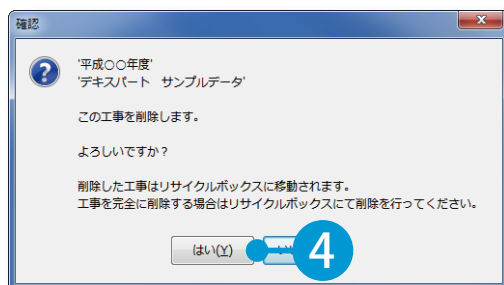 確認
'平成○○年度'
'デキスパート　サンプルデータ'
この工事を削除します。
よろしいですか？
削除した工事はリサイクルボックスに移動されます。
工事を完全に削除する場合はリサイクルボックスにて削除を行ってください。
はい(Y)
4